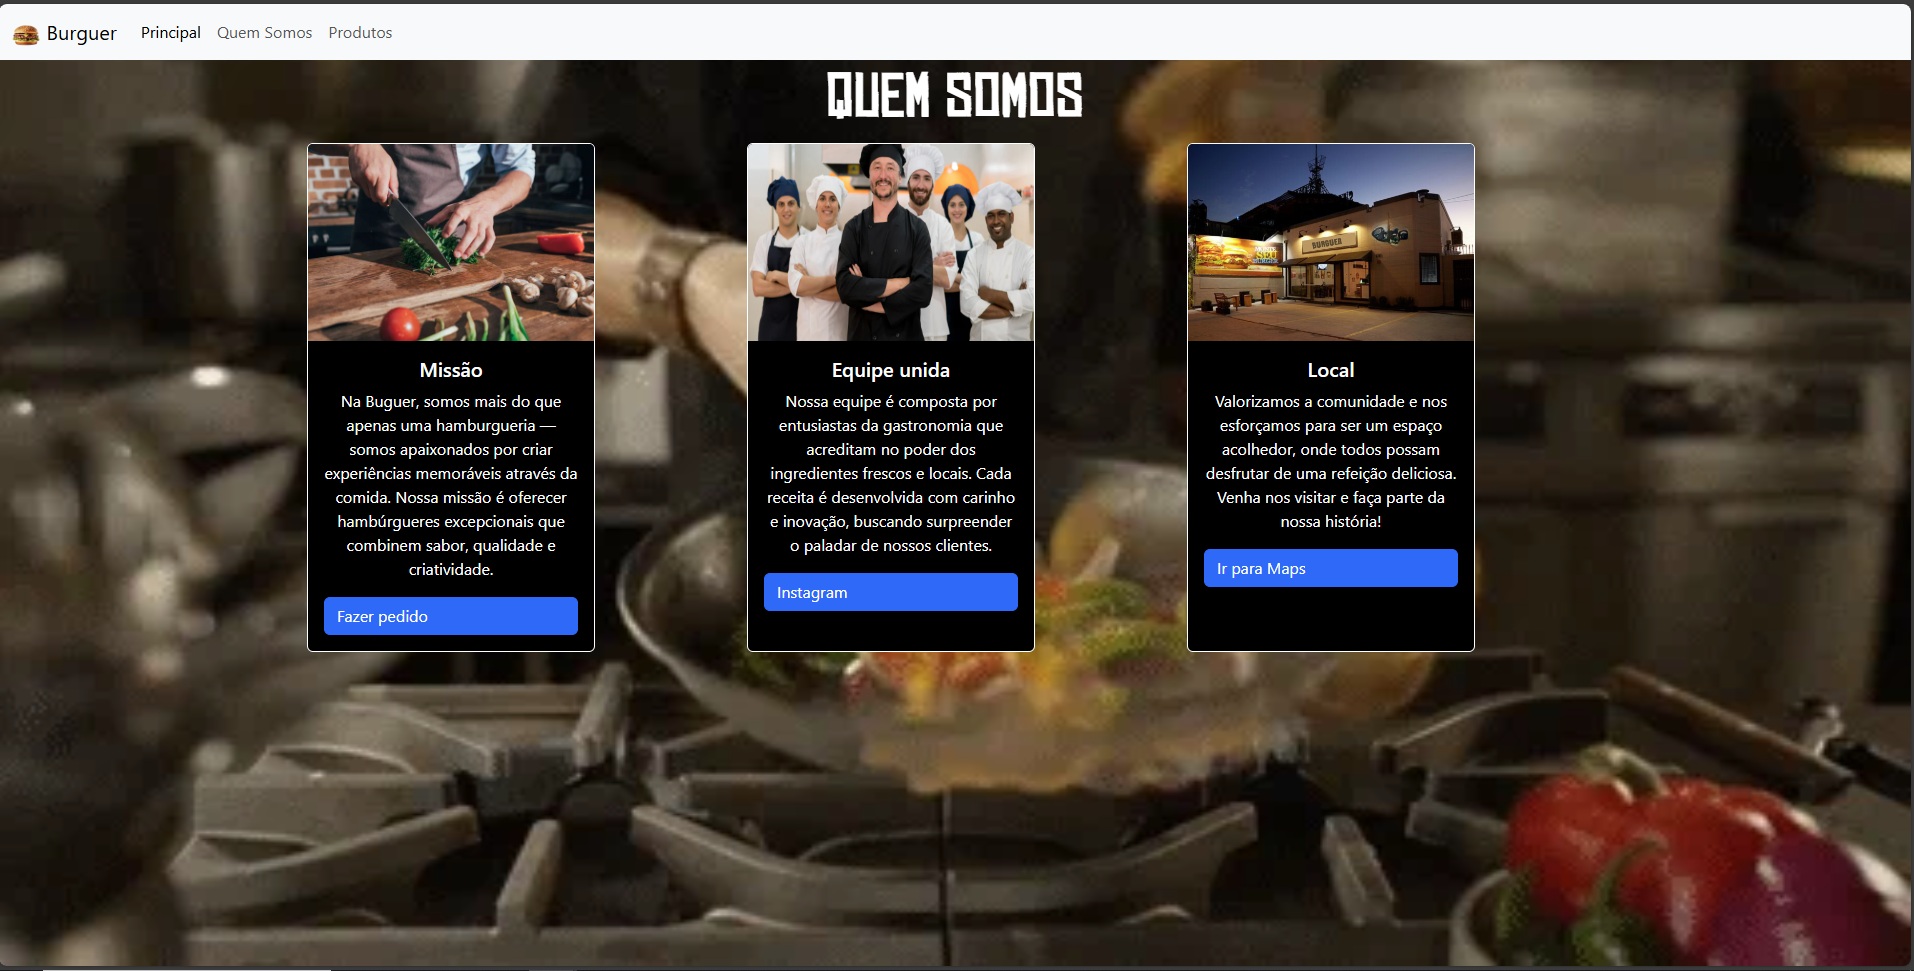 Burguer Principal Quem Somos Produtos
QUEM SOMOS
BURGUER
SEU
Missão
Na Buguer, somos mais do que
apenas uma hamburgueria —
somos apaixonados por criar
experiências memoráveis através da
comida. Nossa missão é oferecer
hambúrgueres excepcionais que
combinem sabor, qualidade e
criatividade.
Fazer pedido
Equipe unida
Nossa equipe é composta por
entusiastas da gastronomia que
acreditam no poder dos
ingredientes frescos e locais. Cada
receita é desenvolvida com carinho
e inovação, buscando surpreender
o paladar de nossos clientes.
Instagram
Local
Valorizamos a comunidade e nos
esforçamos para ser um espaço
acolhedor, onde todos possam
desfrutar de uma refeição deliciosa.
Venha nos visitar e faça parte da
nossa história!
Ir para Maps